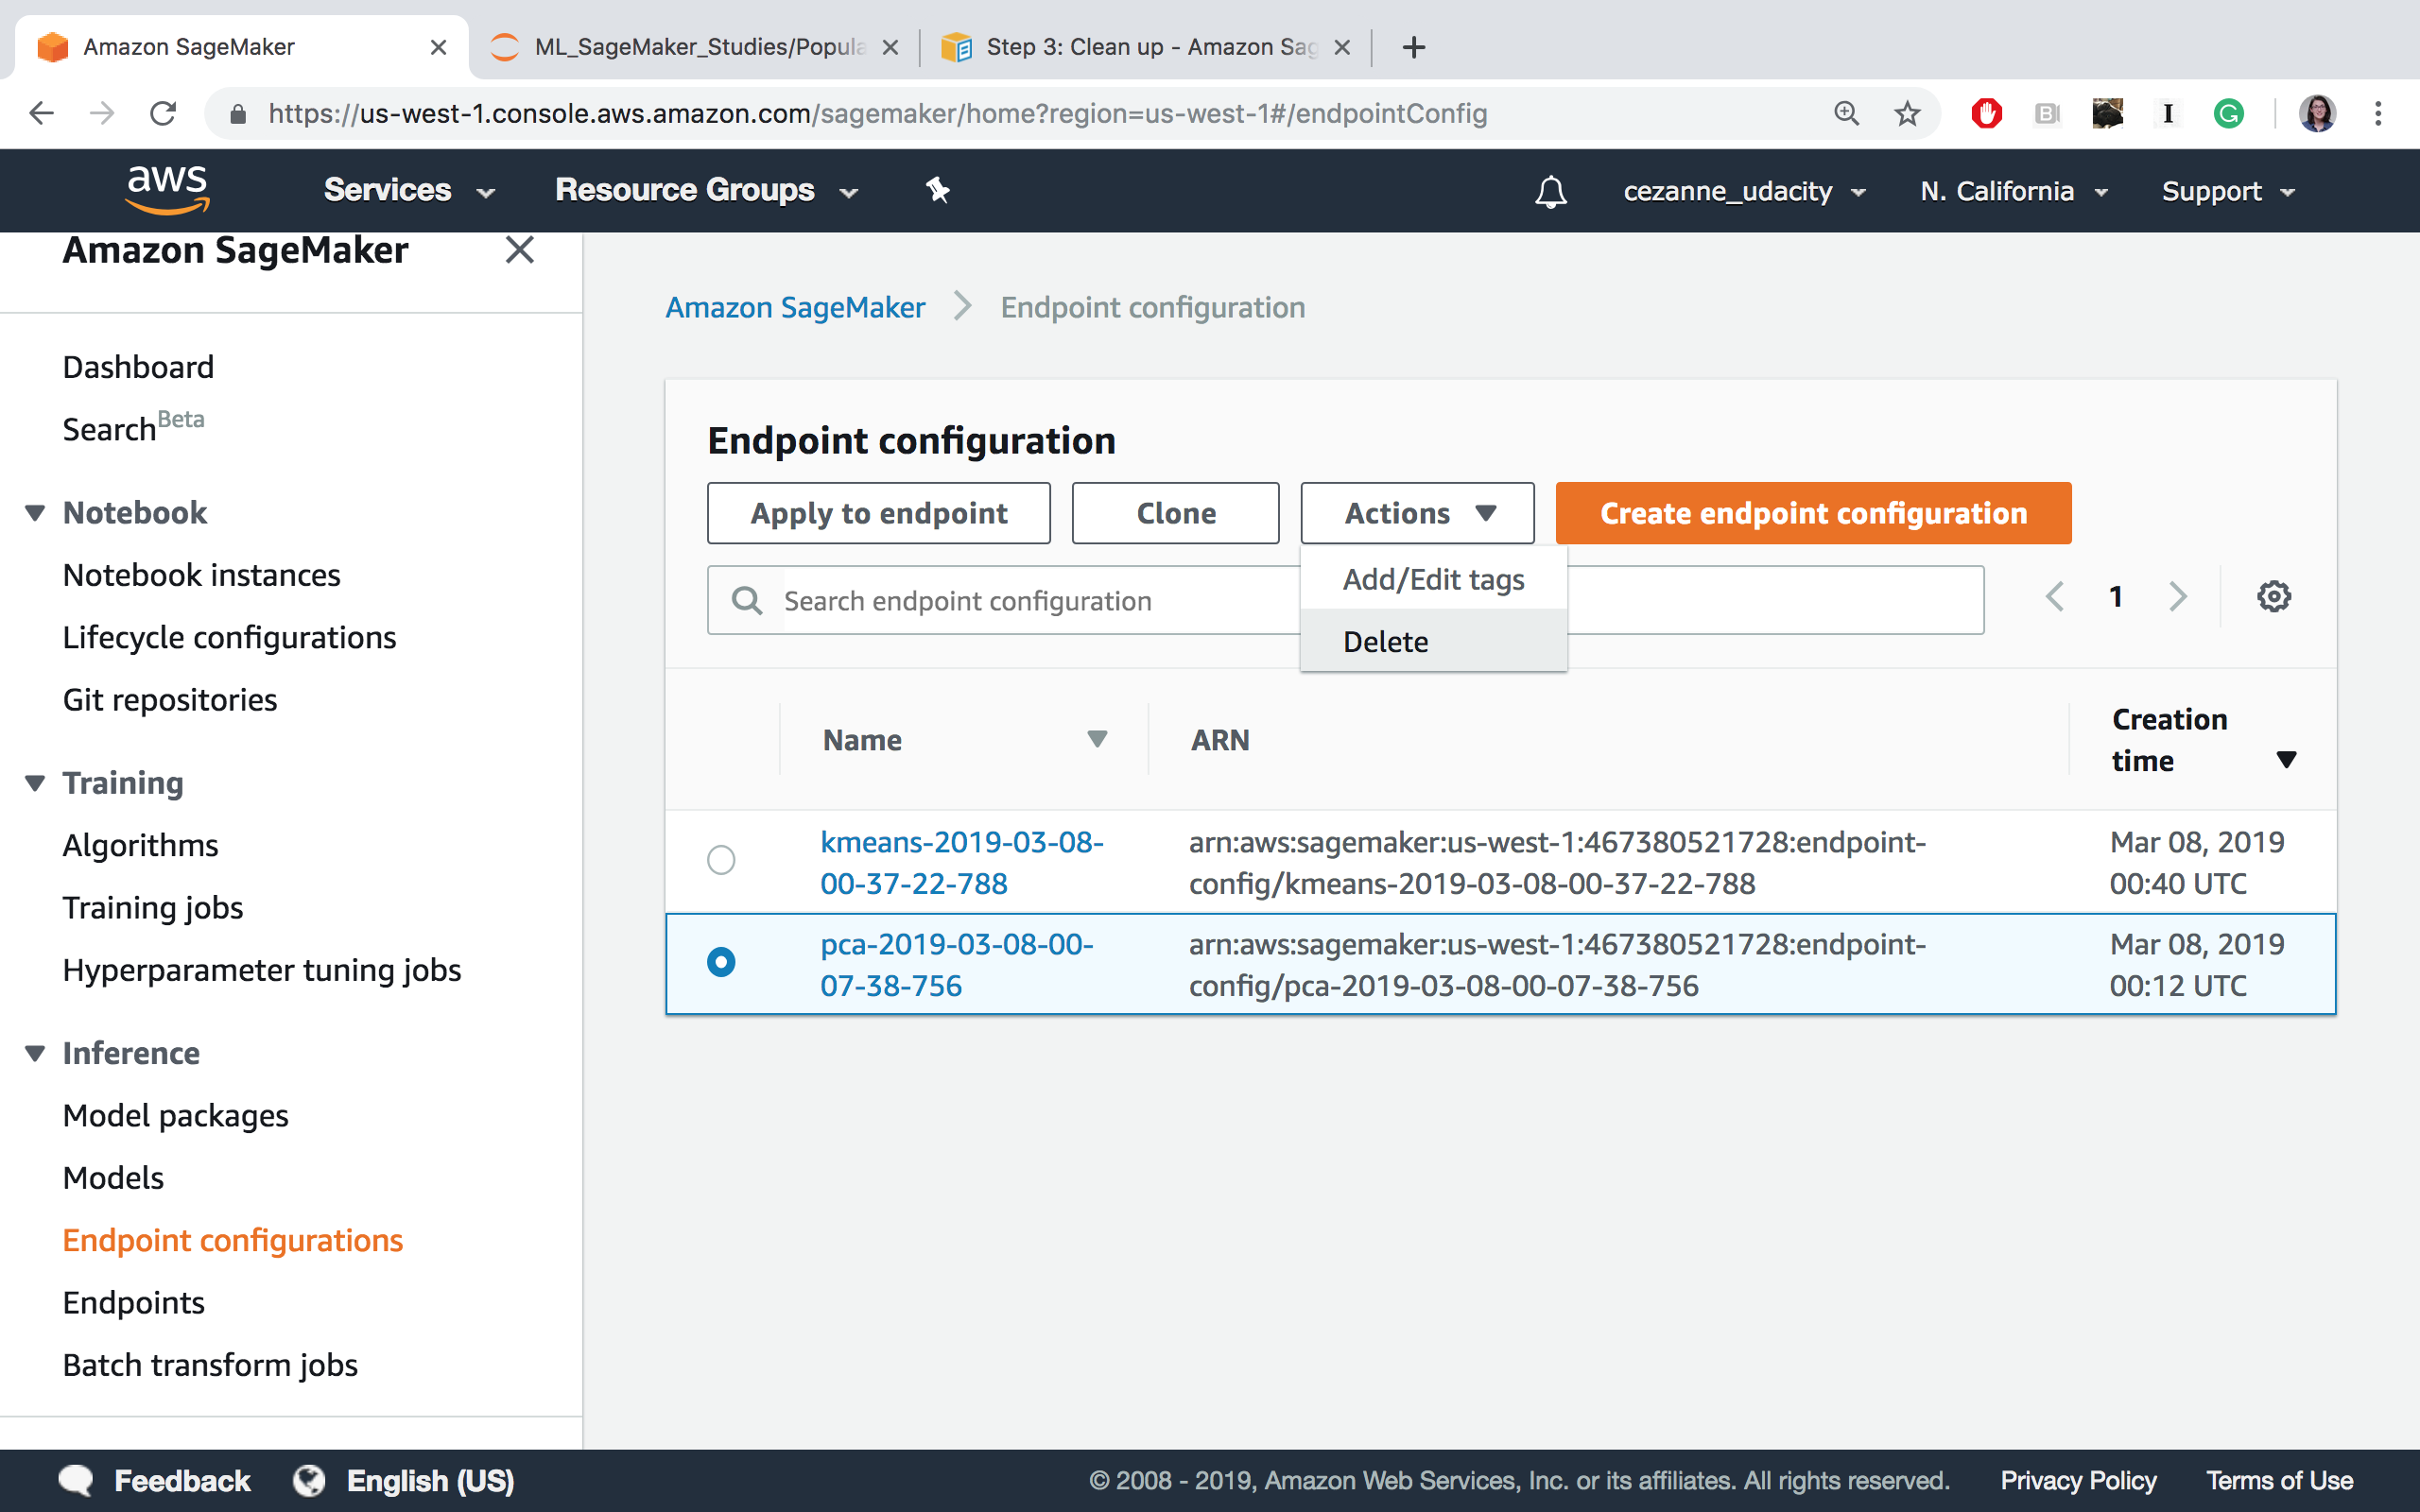 Amazon SageMaker
ML_SageMaker_Studies/Popula
Step 3: Clean up - Amazon Sag
https://us-west-1.console.aws.amazon.com/sagemaker/home?region=us-west-1#/endpointConfig
aws
Services
Resource Groups
cezanne_udacity
N. California
Support
Amazon SageMaker
Dashboard
Search Beta
Notebook
Notebook instances
Lifecycle configurations
Git repositories
Training
Algorithms
Training jobs
Hyperparameter tuning jobs
Inference
Model packages
Models
Endpoint configurations
Endpoints
Batch transform jobs
Amazon SageMaker
Endpoint configuration
Endpoint configuration
Apply to endpoint
Clone
Actions
Create endpoint configuration
Add/Edit tags
Delete
Search endpoint configuration
1
Name
ARN
Creation
time
kmeans-2019-03-08-
00-37-22-788
arn:aws:sagemaker:us-west-1:467380521728:endpoint-
config/kmeans-2019-03-08-00-37-22-788
Mar 08, 2019
00:40 UTC
pca-2019-03-08-00-
07-38-756
arn:aws:sagemaker:us-west-1:467380521728:endpoint-
config/pca-2019-03-08-00-07-38-756
Mar 08, 2019
00:12 UTC
Feedback
English (US)
© 2008 - 2019, Amazon Web Services, Inc. or its affiliates. All rights reserved.
Privacy Policy
Terms of Use